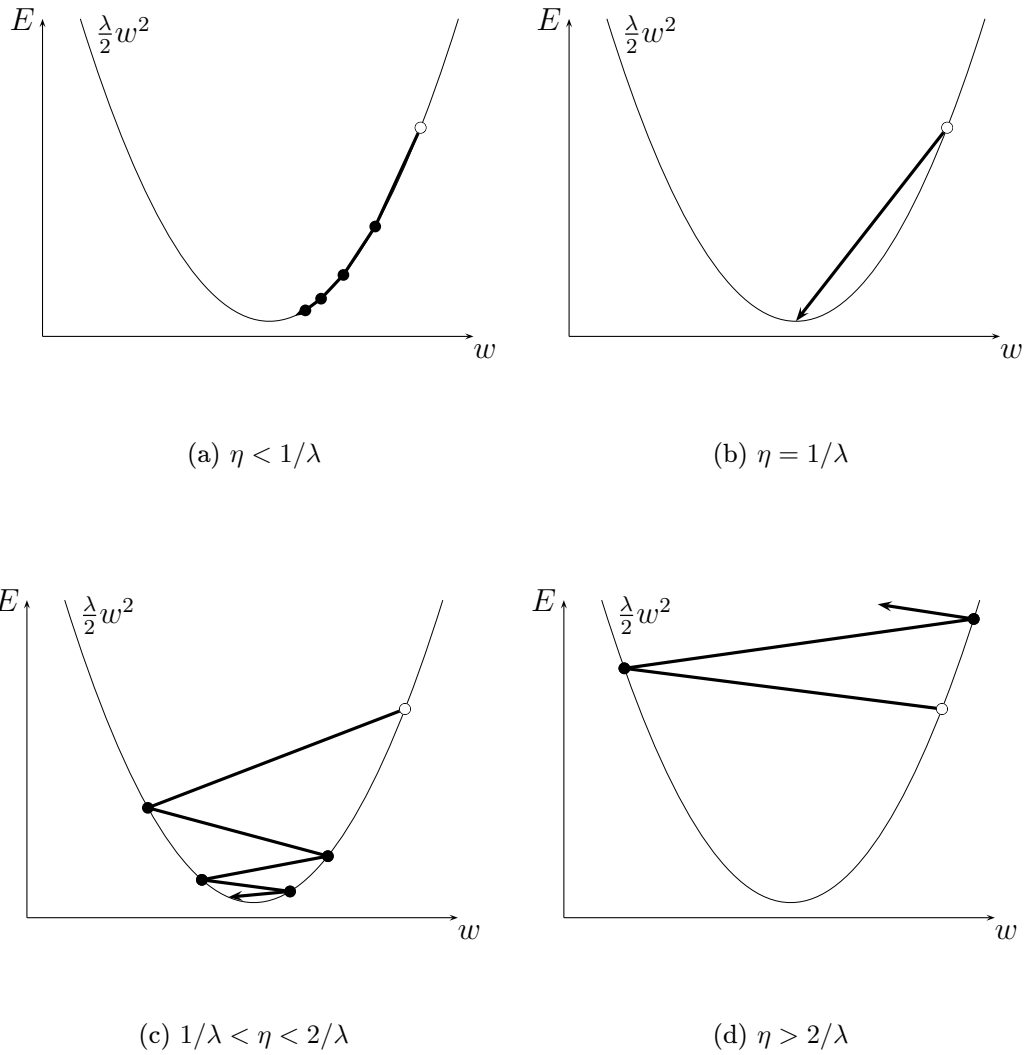 E
λ/2 w²
w
(a) η < 1/λ
E
λ/2 w²
w
(b) η = 1/λ
E
λ/2 w²
w
(c) 1/λ < η < 2/λ
E
λ/2 w²
w
(d) η > 2/λ